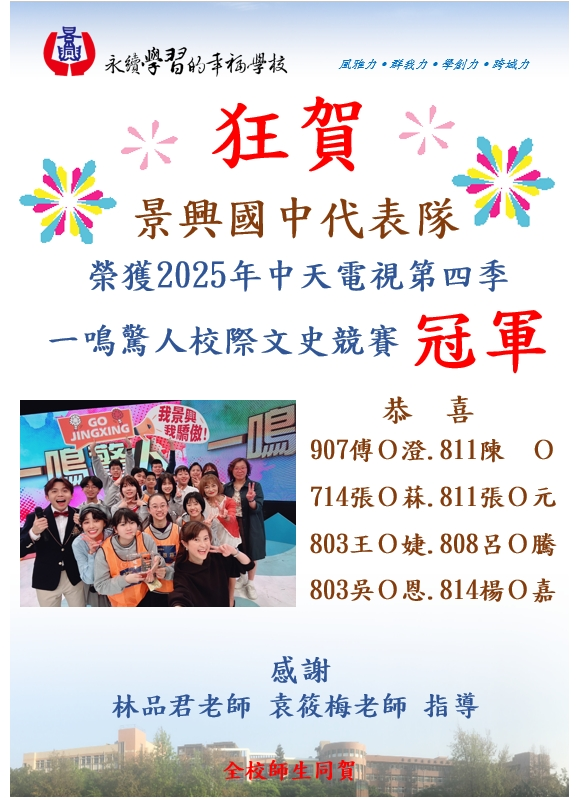 景興
永續學習的幸福學校
風雅力•群我力•學創力•跨域力
狂賀
景興國中代表隊
榮獲2025年中天電視第四季
一鳴驚人校際文史競賽 冠軍
恭 喜
907傅O澄.811陳 O
714張O菻.811張O元
803王O婕.808呂O騰
803吳O恩.814楊O嘉
GO
JINGXING
我景興
我驕傲!
一鳴驚人
一鳴
感謝
林品君老師 袁筱梅老師 指導
全校師生同賀